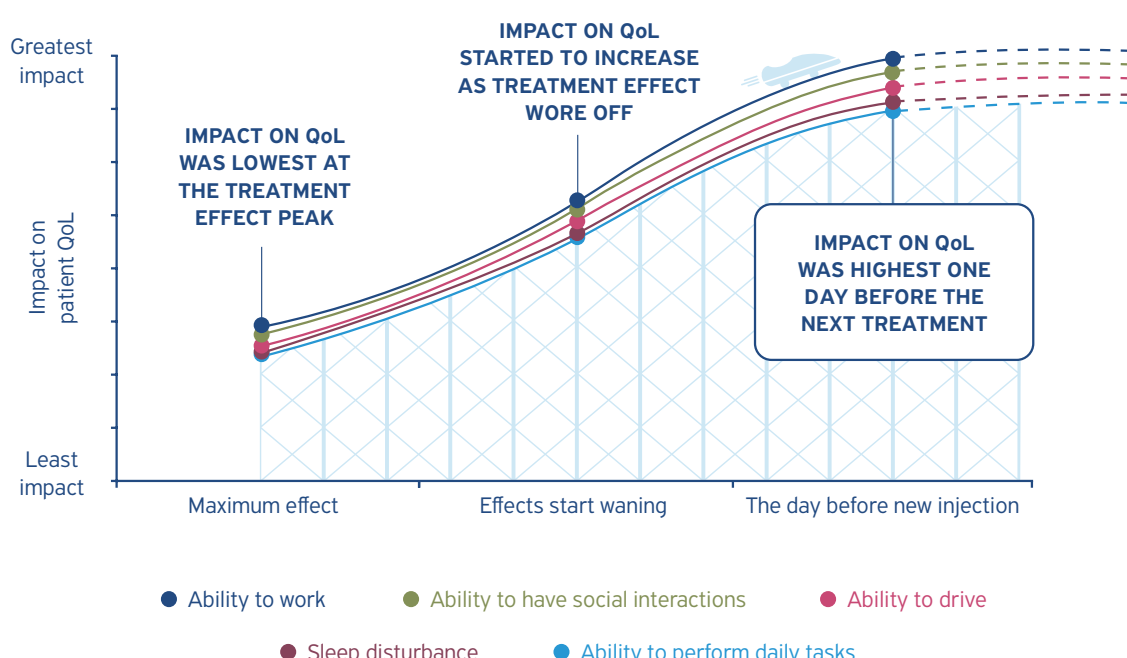 Greatest
impact
IMPACT ON QoL
STARTED TO INCREASE
AS TREATMENT EFFECT
WORE OFF
IMPACT ON QoL
WAS LOWEST AT
THE TREATMENT
EFFECT PEAK
Impact on
patient QoL
IMPACT ON QoL
WAS HIGHEST ONE
DAY BEFORE THE
NEXT TREATMENT
Least
impact
Maximum effect
Effects start waning
The day before new injection
Ability to work
Ability to have social interactions
Ability to drive
Sleep disturbance
Ability to perform daily tasks